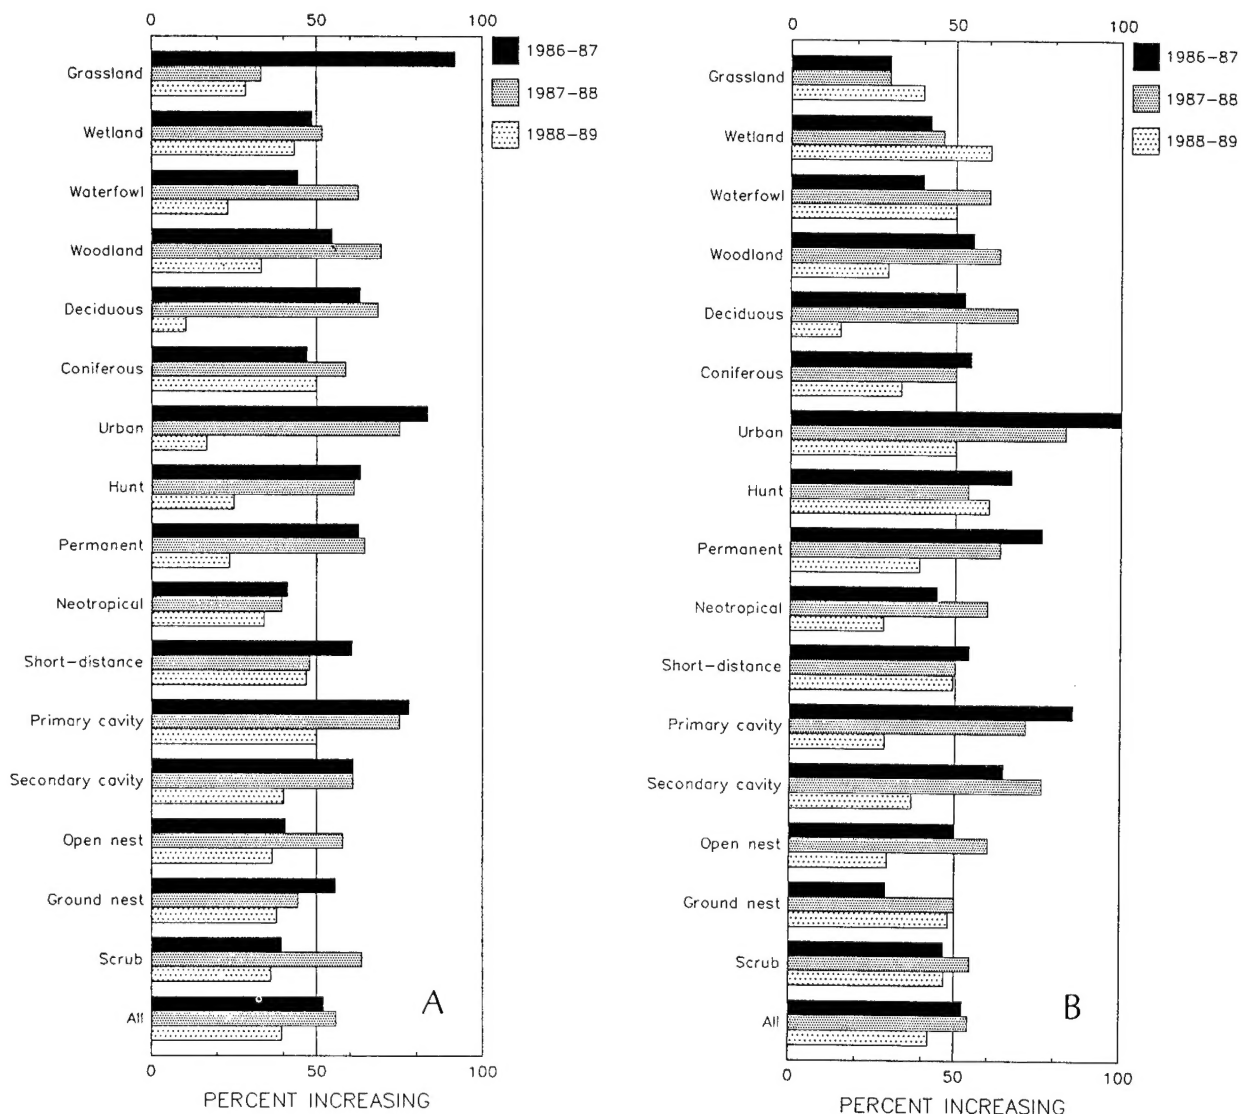 0 50 100
1986-87
1987-88
1988-89
Grassland
Wetland
Waterfowl
Woodland
Deciduous
Coniferous
Urban
Hunt
Permanent
Neotropical
Short-distance
Primary cavity
Secondary cavity
Open nest
Ground nest
Scrub
All
A
0 50 100
PERCENT INCREASING
0 50 100
1986-87
1987-88
1988-89
Grassland
Wetland
Waterfowl
Woodland
Deciduous
Coniferous
Urban
Hunt
Permanent
Neotropical
Short-distance
Primary cavity
Secondary cavity
Open nest
Ground nest
Scrub
All
B
0 50 100
PERCENT INCREASING